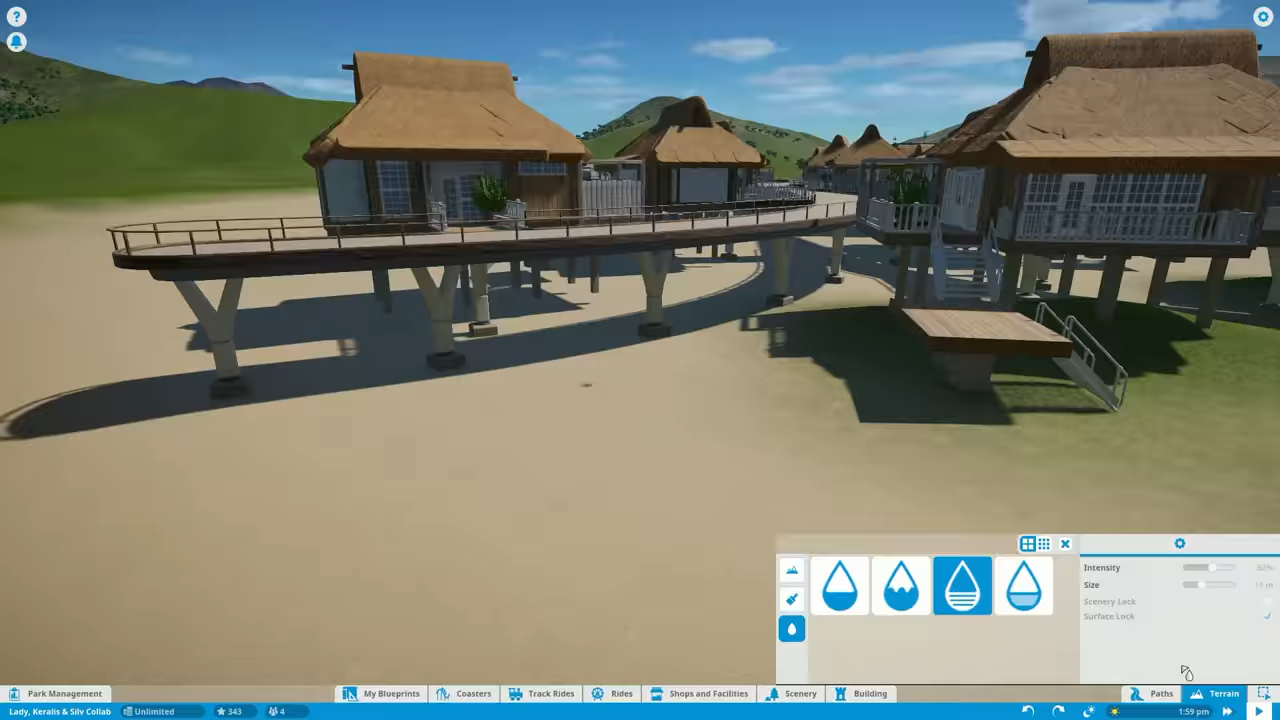 ?
Intensity 62%
Size
Scenery Lock
Surface Lock
Park Management
My Blueprints
Coasters
Track Rides
Rides
Shops and Facilities
Scenery
Building
Paths
Terrain
Lady, Keralis & Silv Collab
Unlimited
343
4
1:59 pm